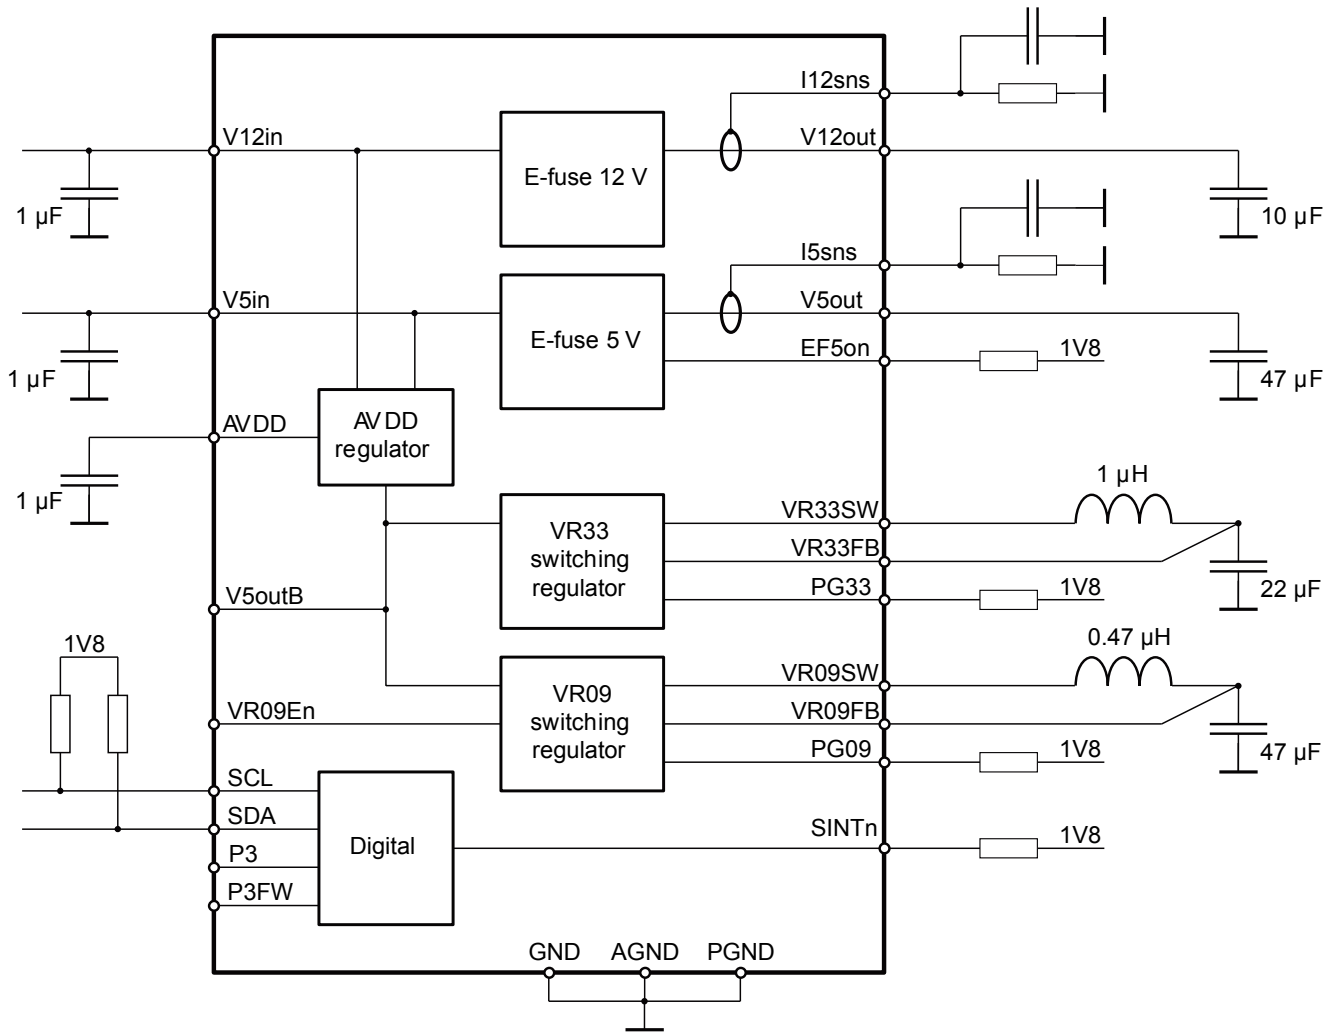 I12sns
V12in
V12out
E-fuse 12 V
1 µF
10 µF
I5sns
V5in
V5out
E-fuse 5 V
EF5on
1V8
1 µF
47 µF
AVDD
AVDD
regulator
1 µF
1 µH
VR33SW
VR33
switching
regulator
VR33FB
PG33
1V8
22 µF
V5outB
1V8
0.47 µH
VR09SW
VR09
switching
regulator
VR09En
VR09FB
PG09
1V8
47 µF
SCL
SDA
P3
P3FW
Digital
SINTn
1V8
GND
AGND
PGND